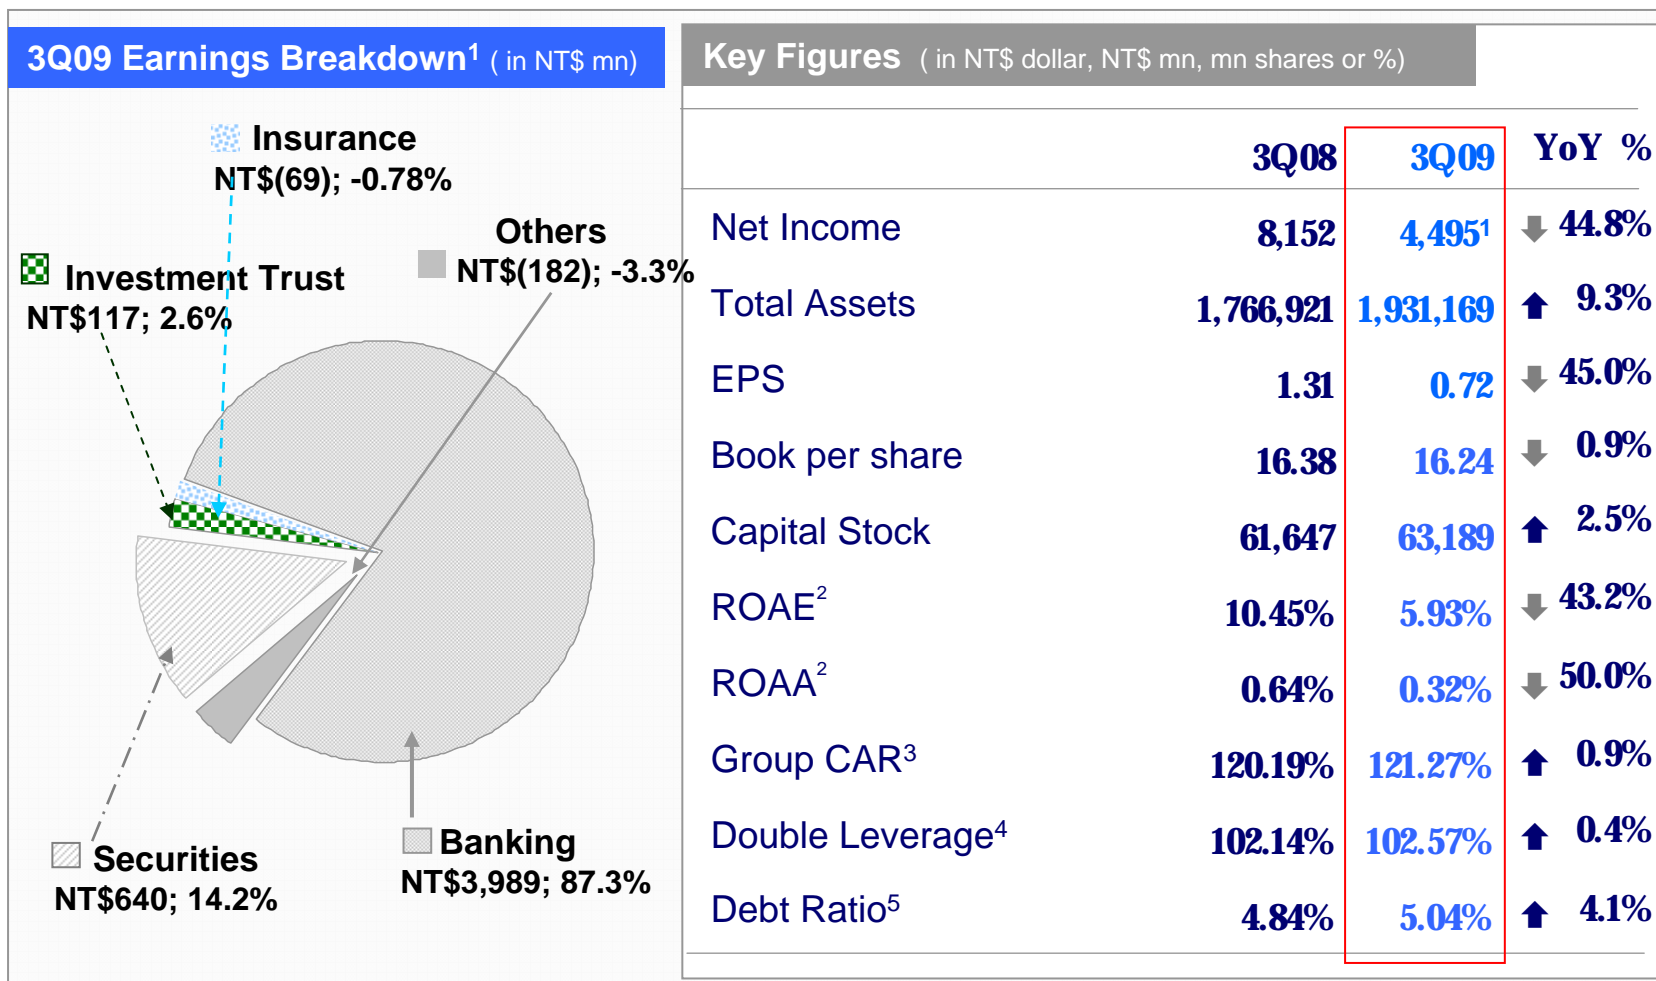 3Q09 Earnings Breakdown1 ( in NT$ mn)
Insurance
NT$(69); -0.78%
Others
NT$(182); -3.3%
Investment Trust
NT$117; 2.6%
Securities
NT$640; 14.2%
Banking
NT$3,989; 87.3%
Key Figures ( in NT$ dollar, NT$ mn, mn shares or %)
3Q08 3Q09 YoY %
Net Income 8,152 4,4951 44.8%
Total Assets 1,766,921 1,931,169 9.3%
EPS 1.31 0.72 45.0%
Book per share 16.38 16.24 0.9%
Capital Stock 61,647 63,189 2.5%
ROAE2 10.45% 5.93% 43.2%
ROAA2 0.64% 0.32% 50.0%
Group CAR3 120.19% 121.27% 0.9%
Double Leverage4 102.14% 102.57% 0.4%
Debt Ratio5 4.84% 5.04% 4.1%